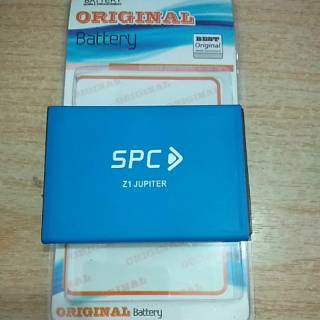 BATTERY
ORIGINAL
Battery
BEST
Original
SPC
Z1 JUPITER
ORIGINAL Battery